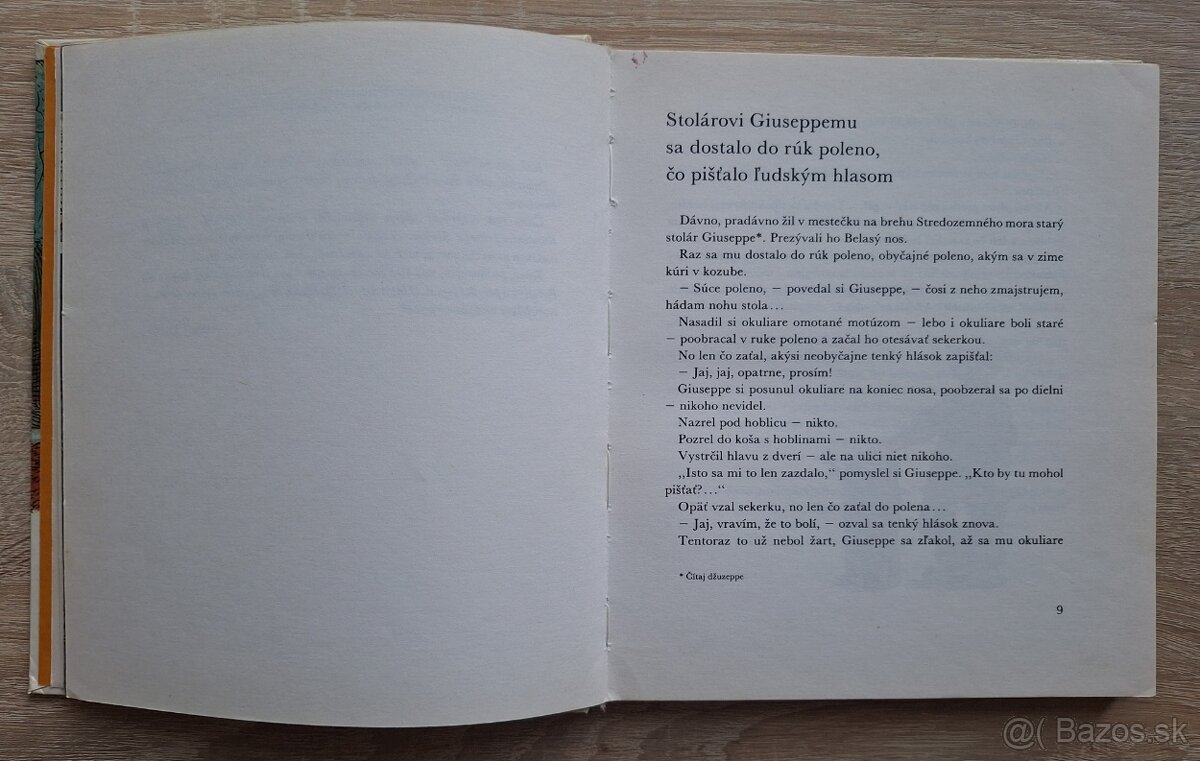 Stolárovi Giuseppemu
sa dostalo do rúk poleno,
čo pišťalo ľudským hlasom
Dávno, pradávno žil v mestečku na brehu Stredozemného mora starý
stolár Giuseppe*. Prezývali ho Belasý nos.
Raz sa mu dostalo do rúk poleno, obyčajné poleno, akým sa v zime
kúri v kozube.
— Súce poleno, — povedal si Giuseppe, — čosi z neho zmajstrujem,
hádam nohu stola...
Nasadil si okuliare omotané motúzom — lebo i okuliare boli staré
— poobracal v ruke poleno a začal ho otesávať sekerkou.
No len čo zaťal, akýsi neobyčajne tenký hlások zapišťal:
— Jaj, jaj, opatrne, prosím!
Giuseppe si posunul okuliare na koniec nosa, poobzeral sa po dielni
— nikoho nevidel.
Nazrel pod hoblicu — nikto.
Pozrel do koša s hoblinami — nikto.
Vystrčil hlavu z dverí — ale na ulici niet nikoho.
„Isto sa mi to len zazdalo,“ pomyslel si Giuseppe. „Kto by tu mohol
pišťať?...“
Opäť vzal sekerku, no len čo zaťal do polena...
— Jaj, vravím, že to bolí, — ozval sa tenký hlások znova.
Tentoraz to už nebol žart, Giuseppe sa zľakol, až sa mu okuliare
* Čítaj džuzeppe
9
@( Bazos.sk